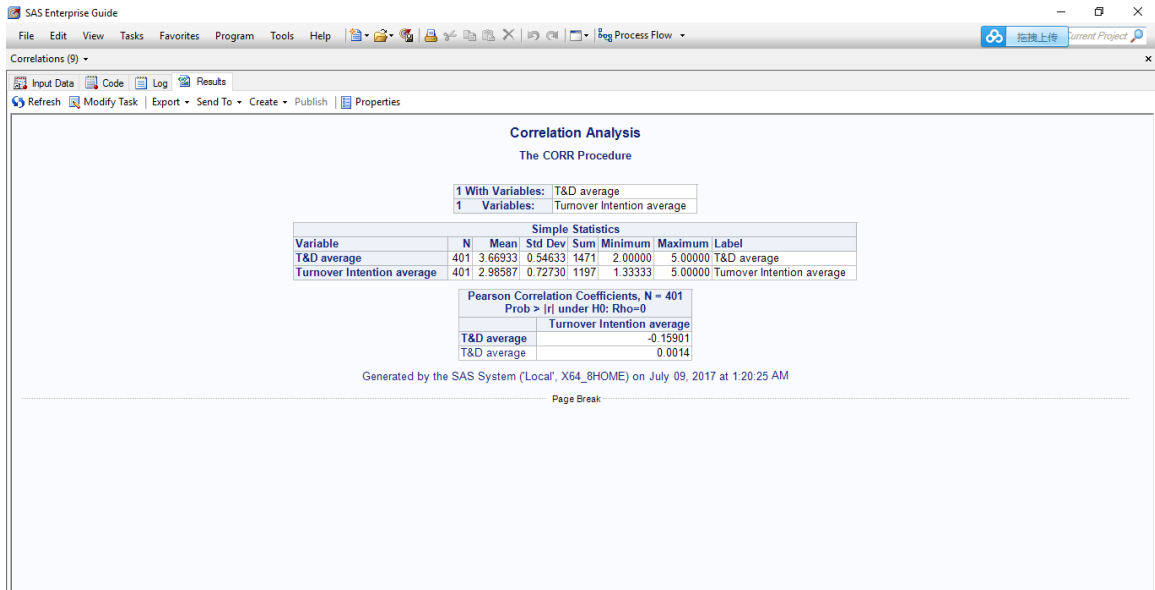 SAS Enterprise Guide
File Edit View Tasks Favorites Program Tools Help Process Flow 拖拽上传 Current Project
Correlations (9)
Input Data Code Log Results
Refresh Modify Task Export Send To Create Publish Properties
Correlation Analysis
The CORR Procedure
1 With Variables: T&D average
1 Variables: Turnover Intention average
Simple Statistics
Variable N Mean Std Dev Sum Minimum Maximum Label
T&D average 401 3.66933 0.54633 1471 2.00000 5.00000 T&D average
Turnover Intention average 401 2.98587 0.72730 1197 1.33333 5.00000 Turnover Intention average
Pearson Correlation Coefficients, N = 401
Prob > |r| under H0: Rho=0
Turnover Intention average
T&D average -0.15901
T&D average 0.0014
Generated by the SAS System ('Local', X64_8HOME) on July 09, 2017 at 1:20:25 AM
Page Break